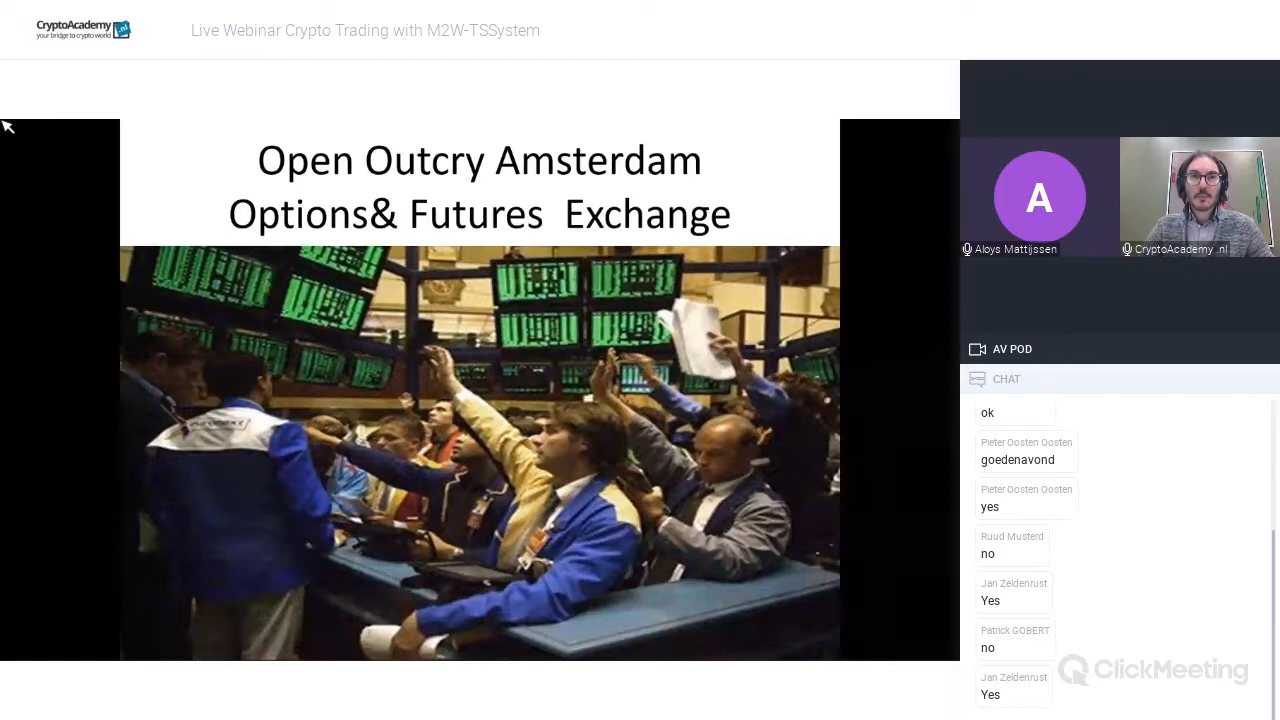 CryptoAcademy.nl
your bridge to crypto world
Live Webinar Crypto Trading with M2W-TSSystem
Open Outcry Amsterdam
Options& Futures Exchange
A
Aloys Mattijssen
CryptoAcademy .nl
AV POD
CHAT
ok
Pieter Oosten Oosten
goedenavond
Pieter Oosten Oosten
yes
Ruud Musterd
no
Jan Zeldenrust
Yes
Patrick GOBERT
no
Jan Zeldenrust
Yes
ClickMeeting